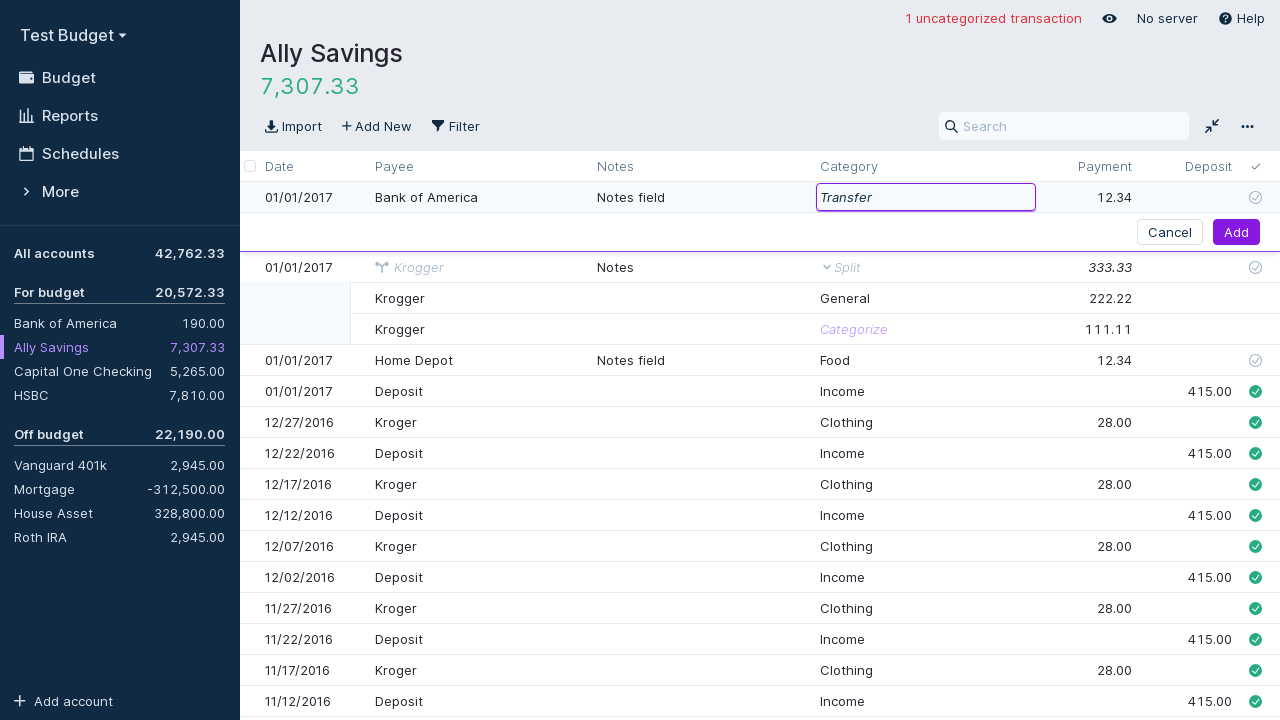 Test Budget
Budget
Reports
Schedules
More
All accounts 42,762.33
For budget 20,572.33
Bank of America 190.00
Ally Savings 7,307.33
Capital One Checking 5,265.00
HSBC 7,810.00
Off budget 22,190.00
Vanguard 401k 2,945.00
Mortgage -312,500.00
House Asset 328,800.00
Roth IRA 2,945.00
Add account
1 uncategorized transaction No server Help
Ally Savings
7,307.33
Import Add New Filter Search
Date Payee Notes Category Payment Deposit
01/01/2017 Bank of America Notes field Transfer 12.34
Cancel Add
01/01/2017 Krogger Notes Split 333.33
Krogger General 222.22
Krogger Categorize 111.11
01/01/2017 Home Depot Notes field Food 12.34
01/01/2017 Deposit Income 415.00
12/27/2016 Kroger Clothing 28.00
12/22/2016 Deposit Income 415.00
12/17/2016 Kroger Clothing 28.00
12/12/2016 Deposit Income 415.00
12/07/2016 Kroger Clothing 28.00
12/02/2016 Deposit Income 415.00
11/27/2016 Kroger Clothing 28.00
11/22/2016 Deposit Income 415.00
11/17/2016 Kroger Clothing 28.00
11/12/2016 Deposit Income 415.00